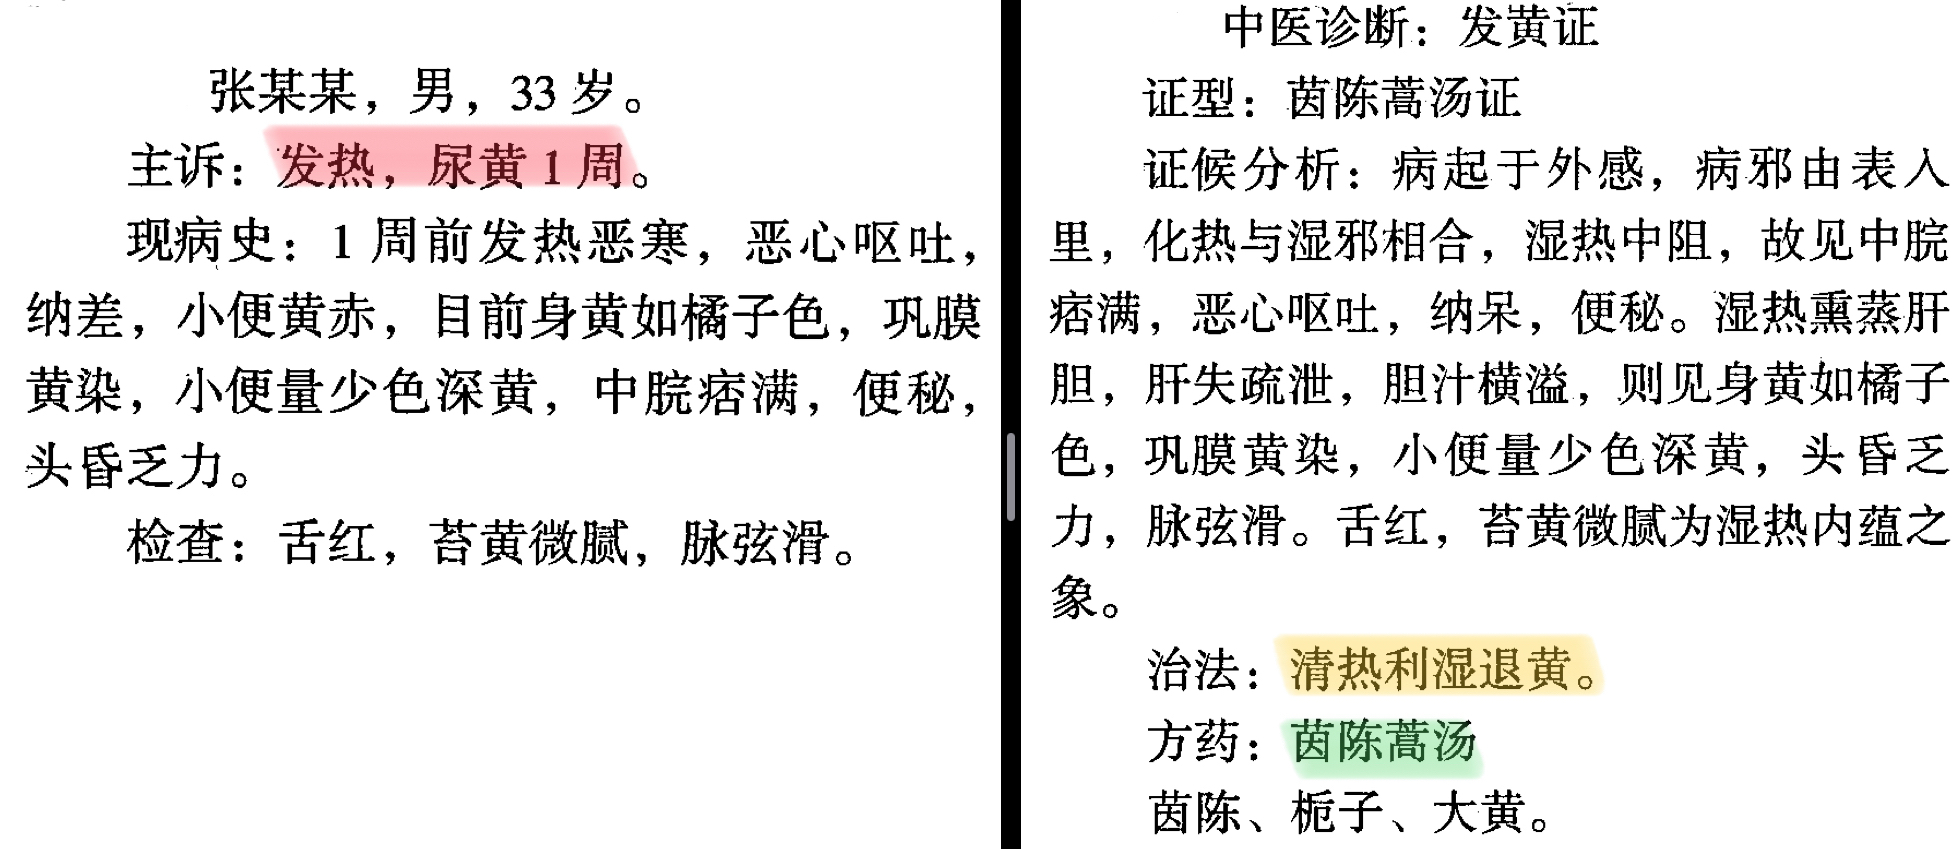 张某某，男，33 岁。
主诉：发热，尿黄 1 周。
现病史：1 周前发热恶寒，恶心呕吐，
纳差，小便黄赤，目前身黄如橘子色，巩膜
黄染，小便量少色深黄，中脘痞满，便秘，
头昏乏力。
检查：舌红，苔黄微腻，脉弦滑。
中医诊断：发黄证
证型：茵陈蒿汤证
证候分析：病起于外感，病邪由表入
里，化热与湿邪相合，湿热中阻，故见中脘
痞满，恶心呕吐，纳呆，便秘。湿热熏蒸肝
胆，肝失疏泄，胆汁横溢，则见身黄如橘子
色，巩膜黄染，小便量少色深黄，头昏乏
力，脉弦滑。舌红，苔黄微腻为湿热内蕴之
象。
治法：清热利湿退黄。
方药：茵陈蒿汤
茵陈、栀子、大黄。